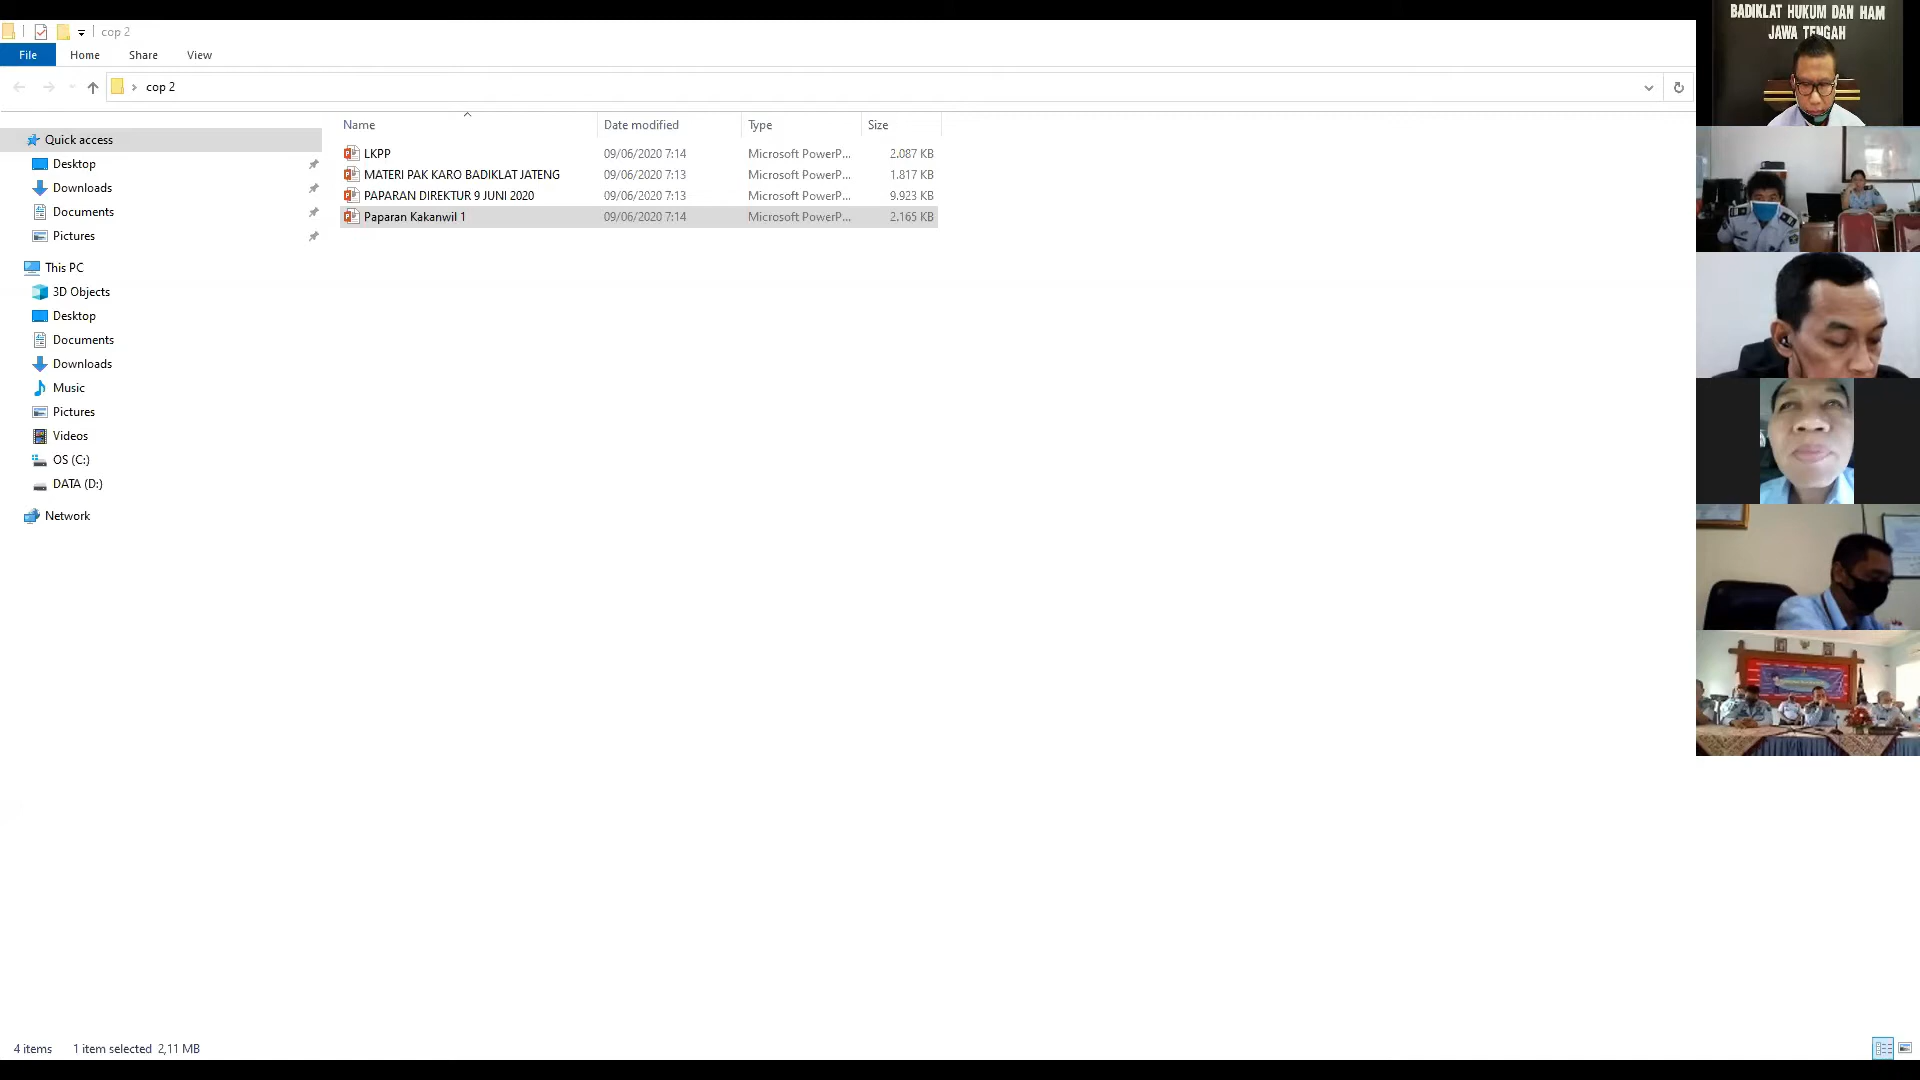 cop 2
File Home Share View
cop 2
Name Date modified Type Size
Quick access
Desktop
Downloads
Documents
Pictures
This PC
3D Objects
Desktop
Documents
Downloads
Music
Pictures
Videos
OS (C:)
DATA (D:)
Network
LKPP 09/06/2020 7:14 Microsoft PowerP... 2.087 KB
MATERI PAK KARO BADIKLAT JATENG 09/06/2020 7:13 Microsoft PowerP... 1.817 KB
PAPARAN DIREKTUR 9 JUNI 2020 09/06/2020 7:13 Microsoft PowerP... 9.923 KB
Paparan Kakanwil 1 09/06/2020 7:14 Microsoft PowerP... 2.165 KB
4 items 1 item selected 2,11 MB
BADIKLAT HUKUM DAN HAM
JAWA TENGAH